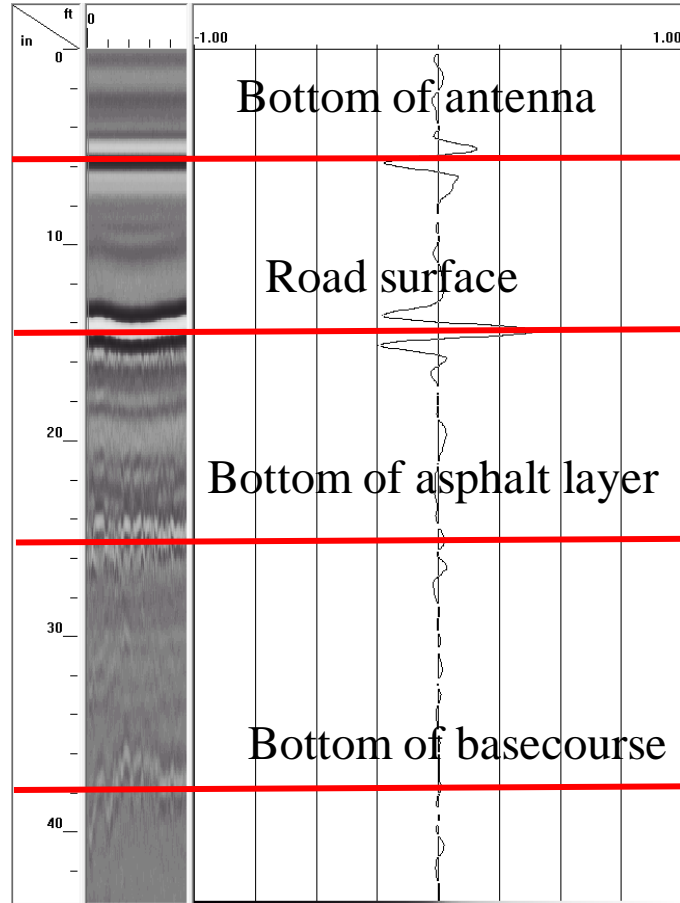 ft
0
in
-1.00
1.00
0
Bottom of antenna
10
Road surface
20
Bottom of asphalt layer
30
Bottom of basecourse
40